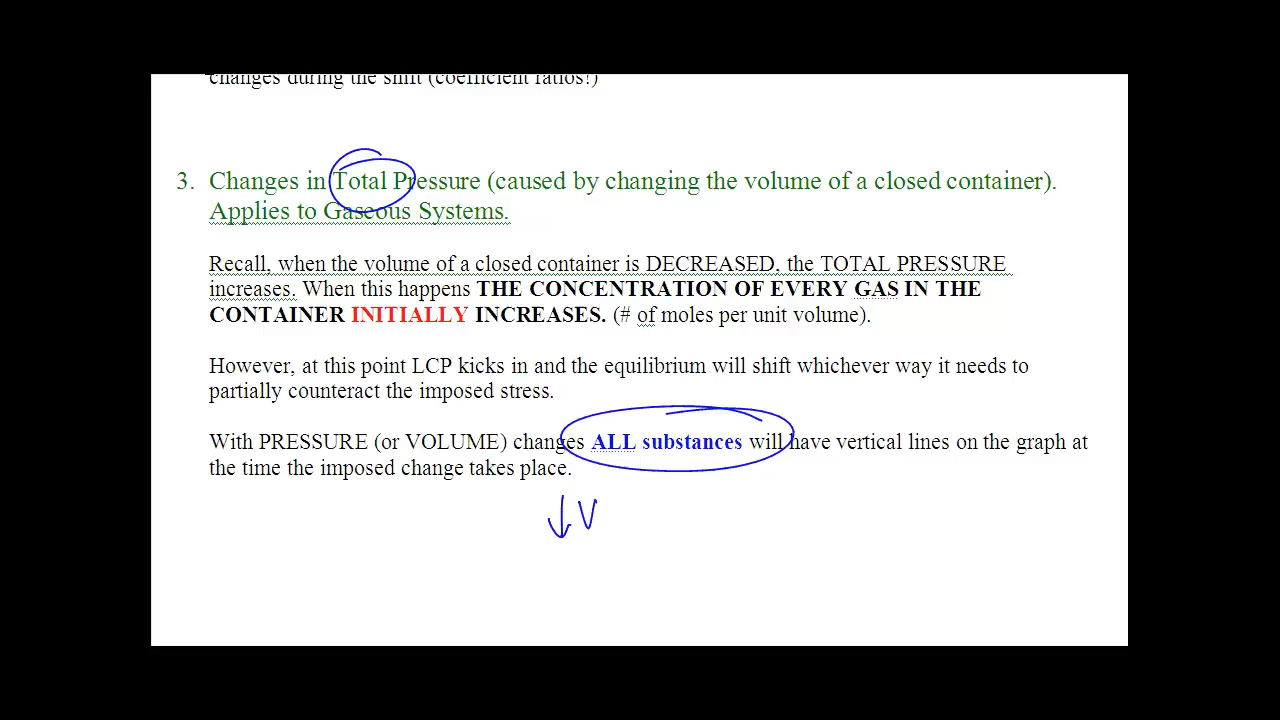 changes during the shift (coefficient ratios!)
3. Changes in Total Pressure (caused by changing the volume of a closed container).
Applies to Gaseous Systems.
Recall, when the volume of a closed container is DECREASED, the TOTAL PRESSURE
increases. When this happens THE CONCENTRATION OF EVERY GAS IN THE
CONTAINER INITIALLY INCREASES. (# of moles per unit volume).
However, at this point LCP kicks in and the equilibrium will shift whichever way it needs to
partially counteract the imposed stress.
With PRESSURE (or VOLUME) changes ALL substances will have vertical lines on the graph at
the time the imposed change takes place.
↓V